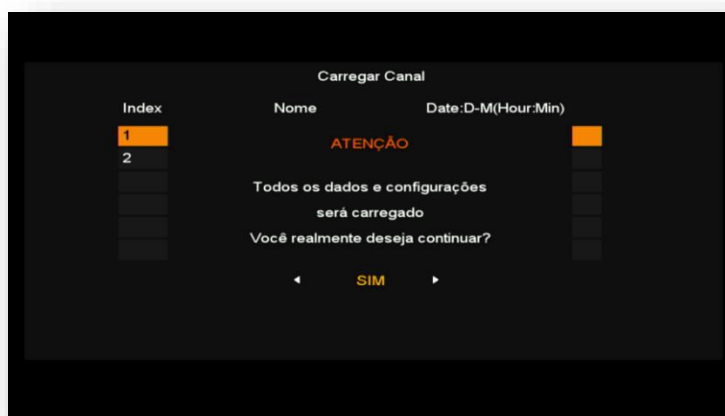 Carregar Canal
Index Nome Date:D-M(Hour:Min)
1
ATENÇÃO
2
Todos os dados e configurações
será carregado
Você realmente deseja continuar?
SIM